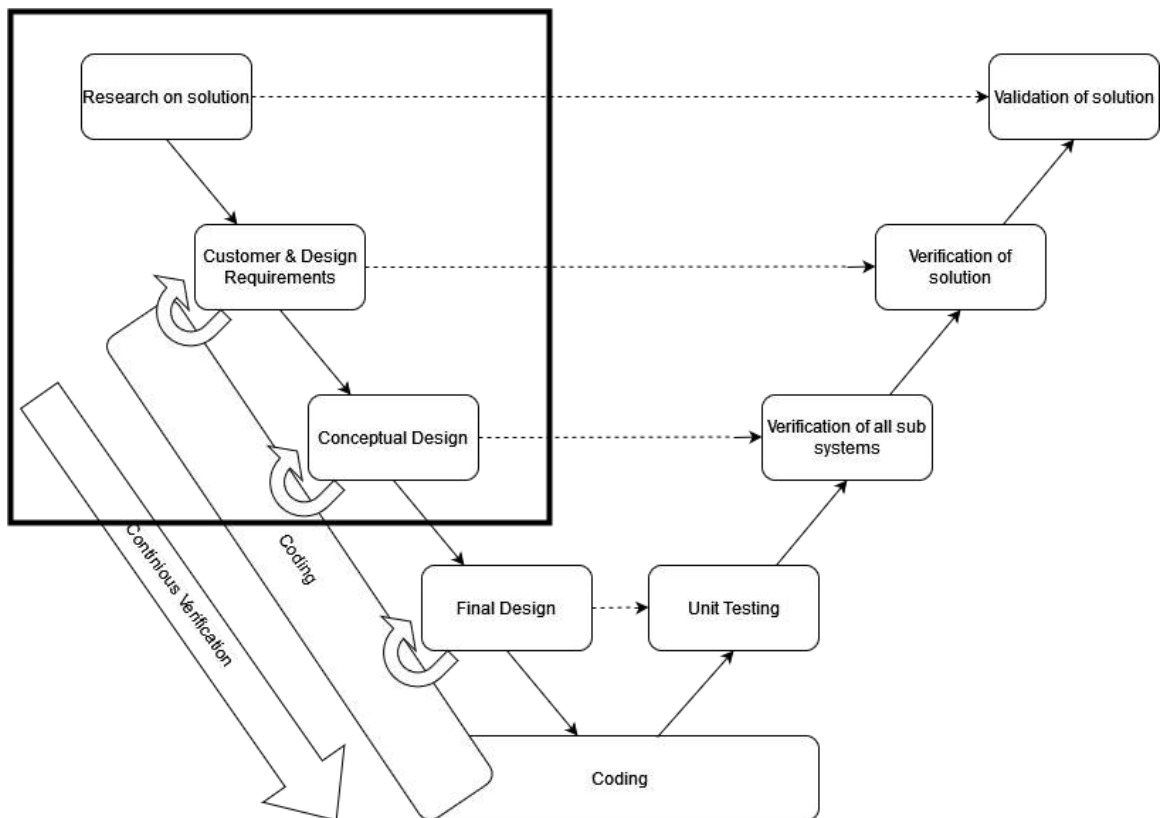 Research on solution
Validation of solution
Customer & Design
Requirements
Verification of
solution
Conceptual Design
Verification of all sub
systems
Continious Verification
Coding
Final Design
Unit Testing
Coding